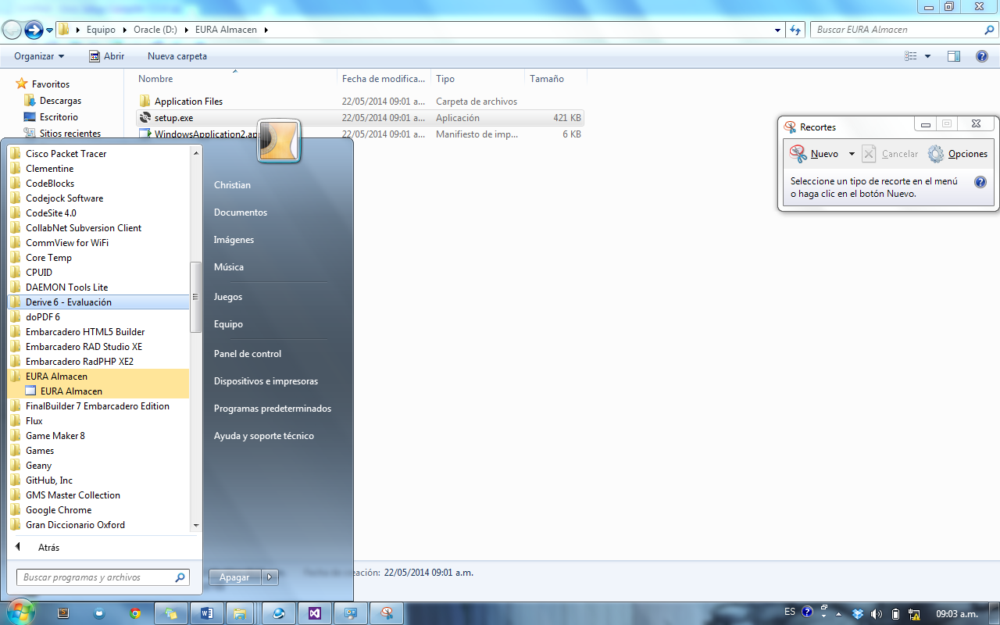 Equipo Oracle (D:) EURA Almacen
Buscar EURA Almacen
Organizar Abrir Nueva carpeta
Nombre Fecha de modifica... Tipo Tamaño
Favoritos
Descargas
Escritorio
Sitios recientes
Application Files 22/05/2014 09:01 a... Carpeta de archivos
setup.exe 22/05/2014 09:01 a... Aplicación 421 KB
WindowsApplication2.ap 22/05/2014 09:01 a... Manifiesto de imp... 6 KB
Recortes
Nuevo Cancelar Opciones
Seleccione un tipo de recorte en el menú
o haga clic en el botón Nuevo.
Cisco Packet Tracer
Clementine
CodeBlocks
Codejock Software
CodeSite 4.0
CollabNet Subversion Client
CommView for WiFi
Core Temp
CPUID
DAEMON Tools Lite
Derive 6 - Evaluación
doPDF 6
Embarcadero HTML5 Builder
Embarcadero RAD Studio XE
Embarcadero RadPHP XE2
EURA Almacen
EURA Almacen
FinalBuilder 7 Embarcadero Edition
Flux
Game Maker 8
Games
Geany
GitHub, Inc
GMS Master Collection
Google Chrome
Gran Diccionario Oxford
Atrás
Buscar programas y archivos
Christian
Documentos
Imágenes
Música
Juegos
Equipo
Panel de control
Dispositivos e impresoras
Programas predeterminados
Ayuda y soporte técnico
Apagar
creación: 22/05/2014 09:01 a.m.
ES
09:03 a.m.